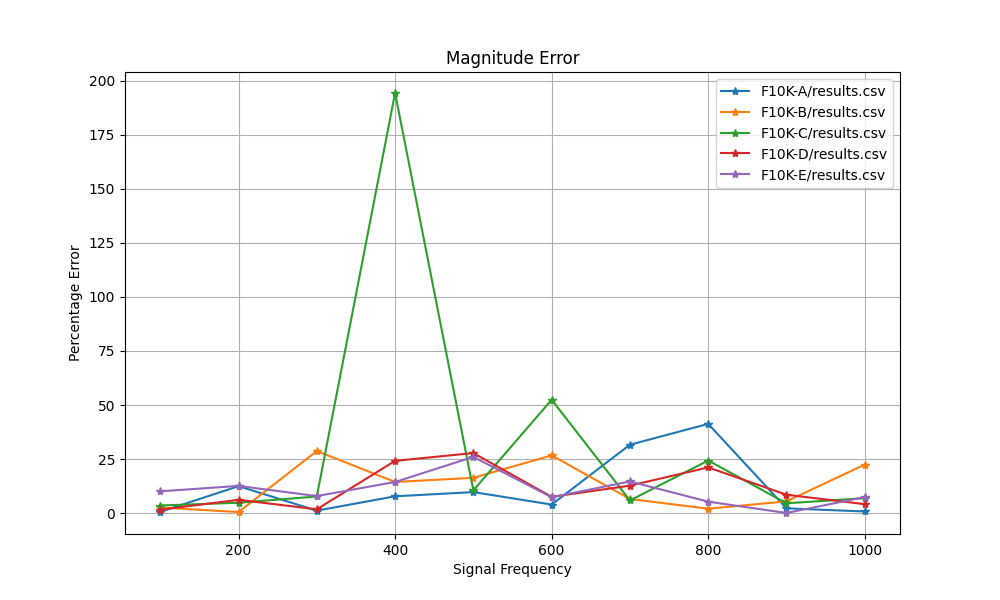 Magnitude Error
200
175
150
125
100
75
50
25
0
Percentage Error
F10K-A/results.csv
F10K-B/results.csv
F10K-C/results.csv
F10K-D/results.csv
F10K-E/results.csv
200 400 600 800 1000
Signal Frequency